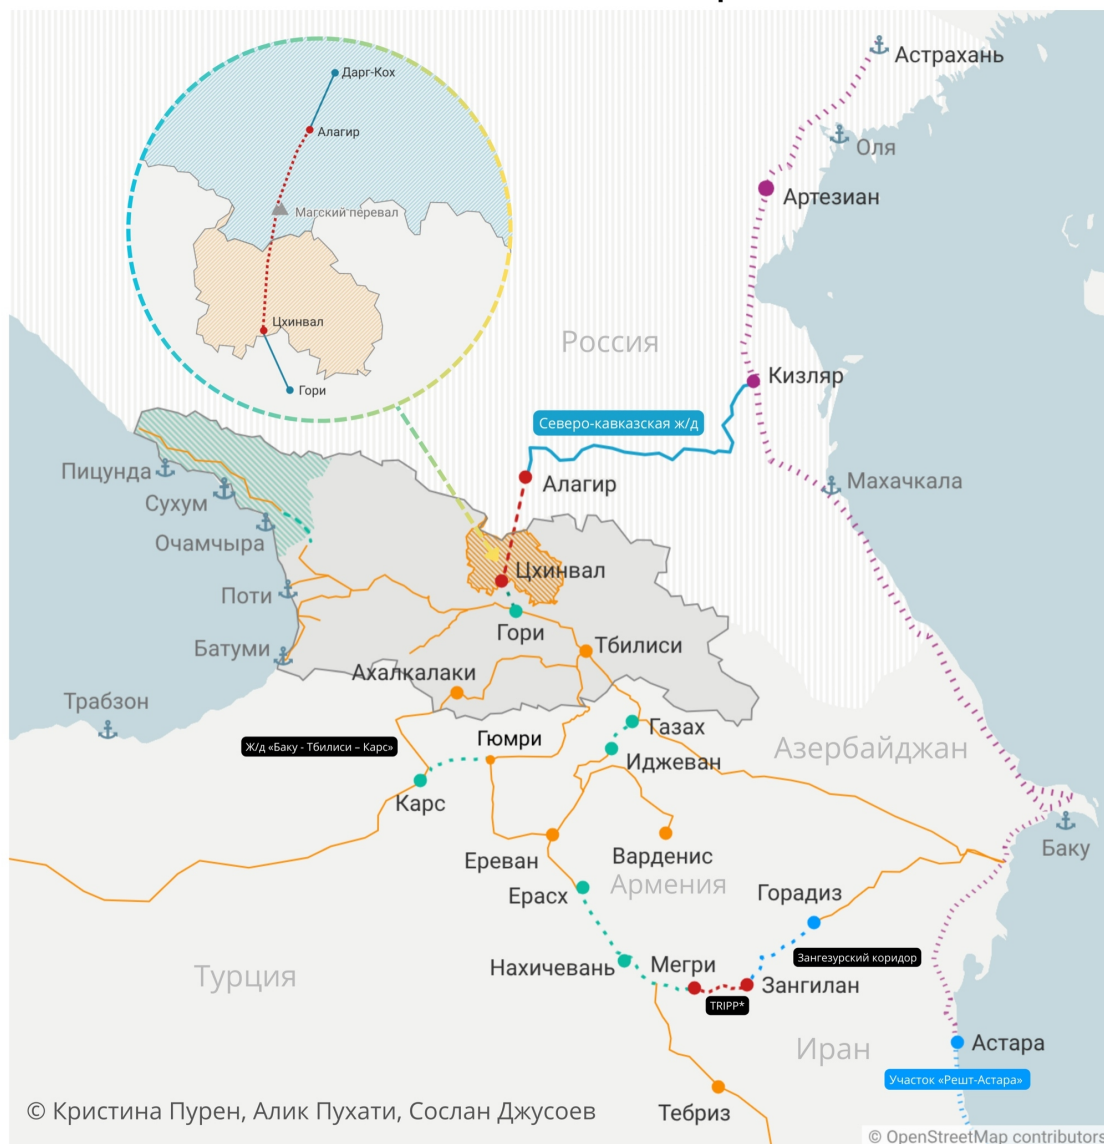 Астрахань
Дарг-Кох
Алагир
Оля
Артезиан
Магский перевал
Цхинвал
Россия
Кизляр
Гори
Северо-кавказская ж/д
Пицунда
Алагир
Махачкала
Сухум
Очамчыра
Цхинвал
Поти
Гори
Батуми
Тбилиси
Ахалкалаки
Трабзон
Газах
Ж/д «Баку - Тбилиси – Карс»
Гюмри
Азербайджан
Иджеван
Карс
Баку
Ереван
Варденис
Армения
Ерасх
Горадиз
Зангезурский коридор
Нахичевань
Мегри
Турция
Зангилан
TRIPP*
Иран
Астара
Участок «Решт-Астара»
© Кристина Пурен, Алик Пухати, Сослан Джусоев
Тебриз
© OpenStreetMap contributors